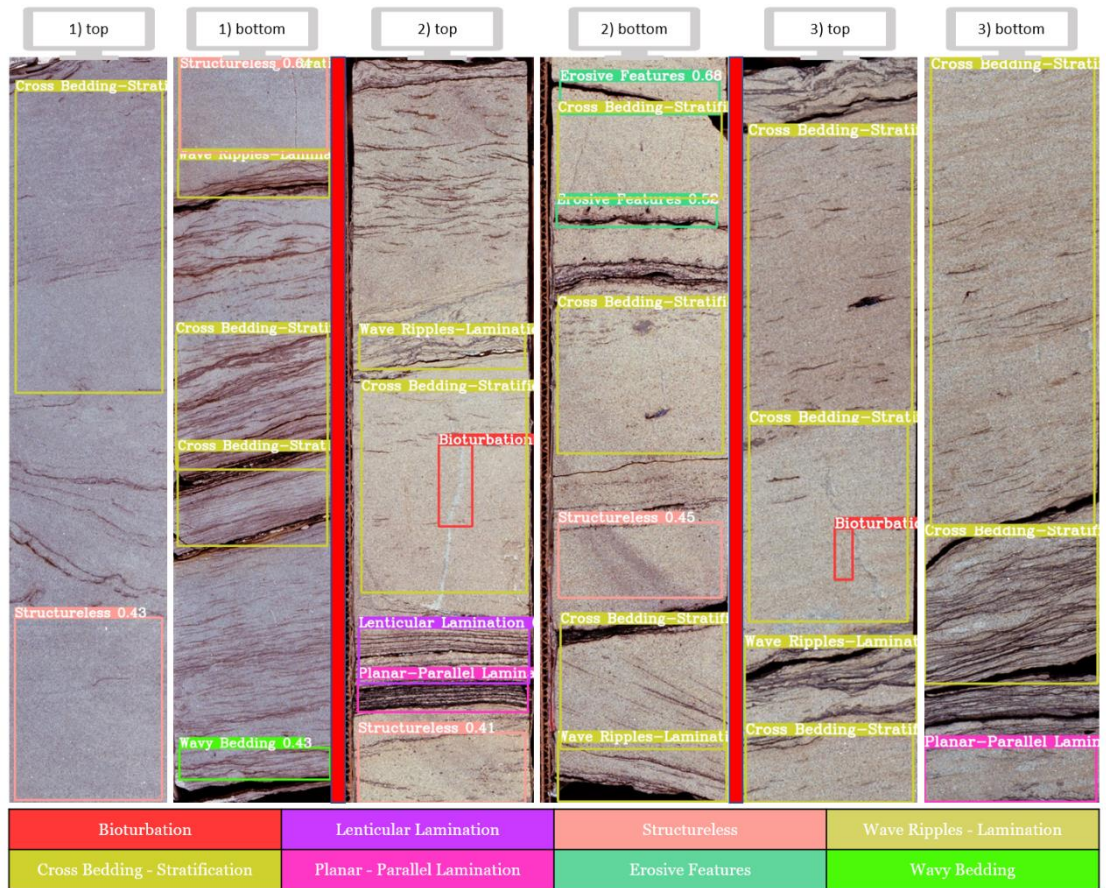 1) top
1) bottom
2) top
2) bottom
3) top
3) bottom
Cross Bedding-Strati
Structureless 0.43
Structureless 0.64
Wave Ripples-Lamina
Cross Bedding-Strati
Cross Bedding-Strat
Wavy Bedding 0.43
Wave Ripples-Laminati
Cross Bedding-Stratifi
Bioturbation
Lenticular Lamination
Planar-Parallel Lamin
Structureless 0.41
Erosive Features 0.68
Cross Bedding-Stratif
Erosive Features 0.52
Cross Bedding-Stratifi
Structureless 0.45
Cross Bedding-Stratifi
Wave Ripples-Laminati
Cross Bedding-Stratif
Cross Bedding-Strati
Bioturbatio
Wave Ripples-Laminat
Cross Bedding-Strati
Cross Bedding-Stratif
Cross Bedding-Stratif
Planar-Parallel Lamin
Bioturbation
Lenticular Lamination
Structureless
Wave Ripples - Lamination
Cross Bedding - Stratification
Planar - Parallel Lamination
Erosive Features
Wavy Bedding